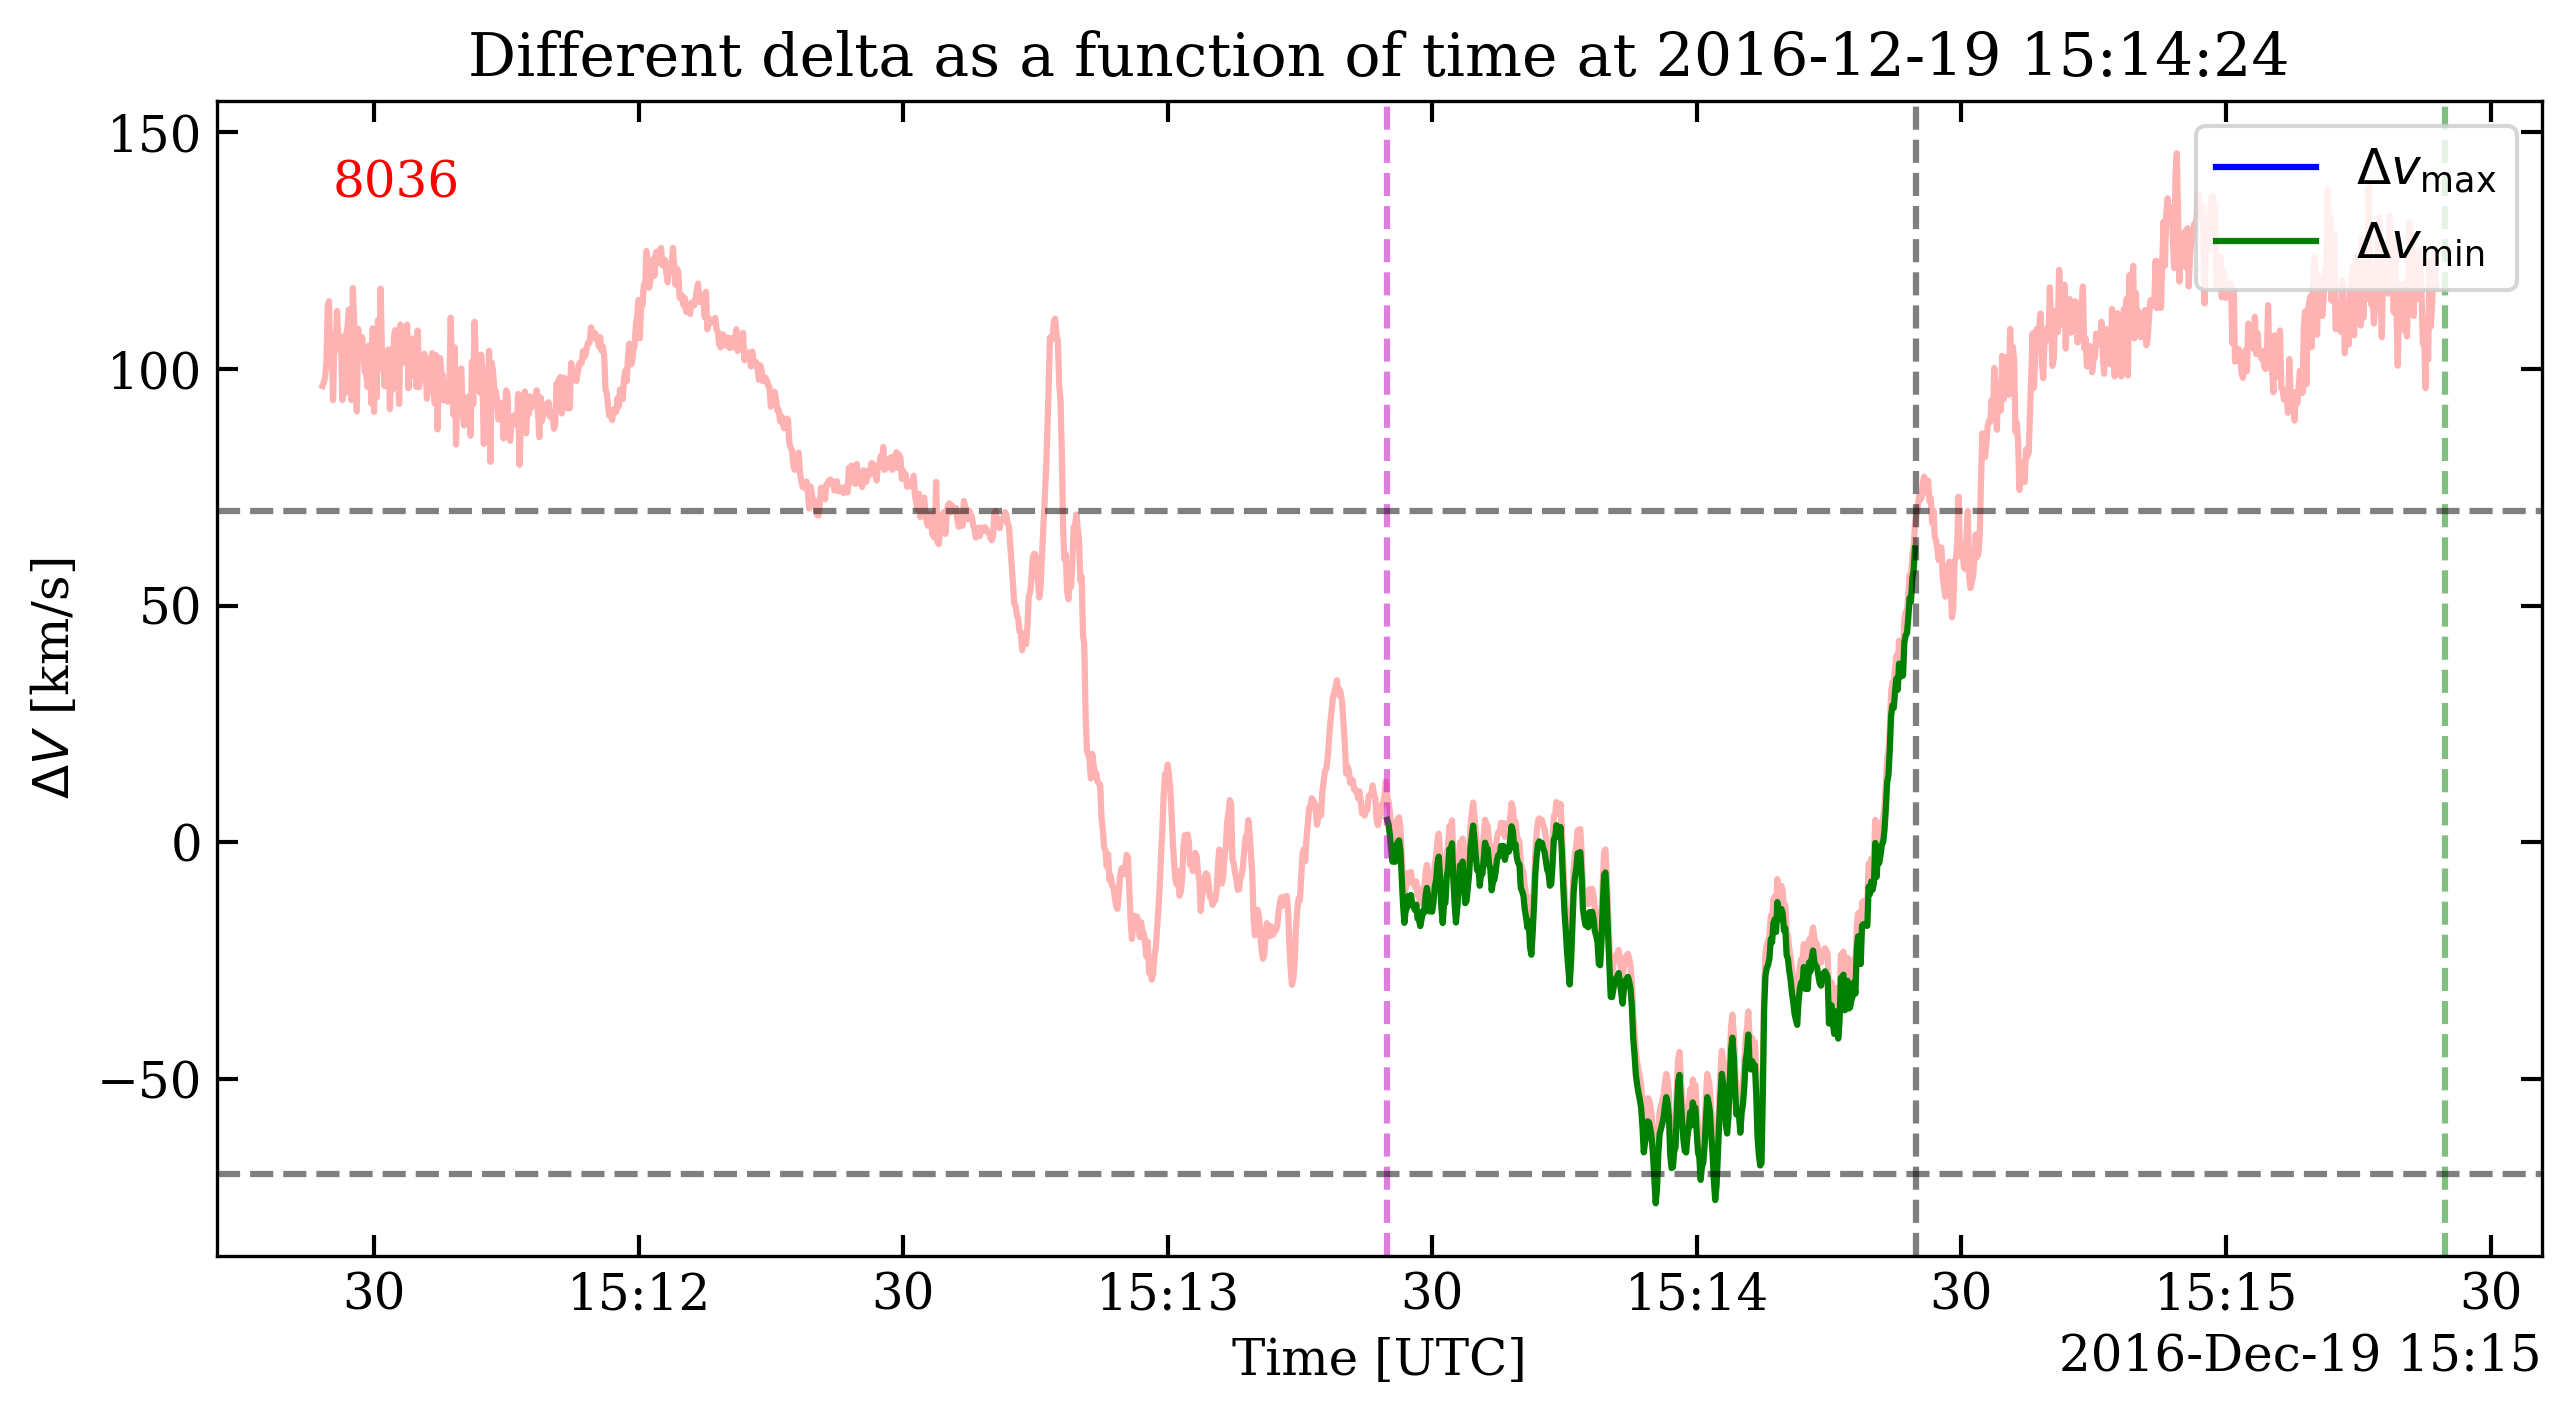 Different delta as a function of time at 2016-12-19 15:14:24
8036
Δv_max
Δv_min
150
100
50
0
−50
ΔV [km/s]
30 15:12 30 15:13 30 15:14 30 15:15 30
Time [UTC]
2016-Dec-19 15:15